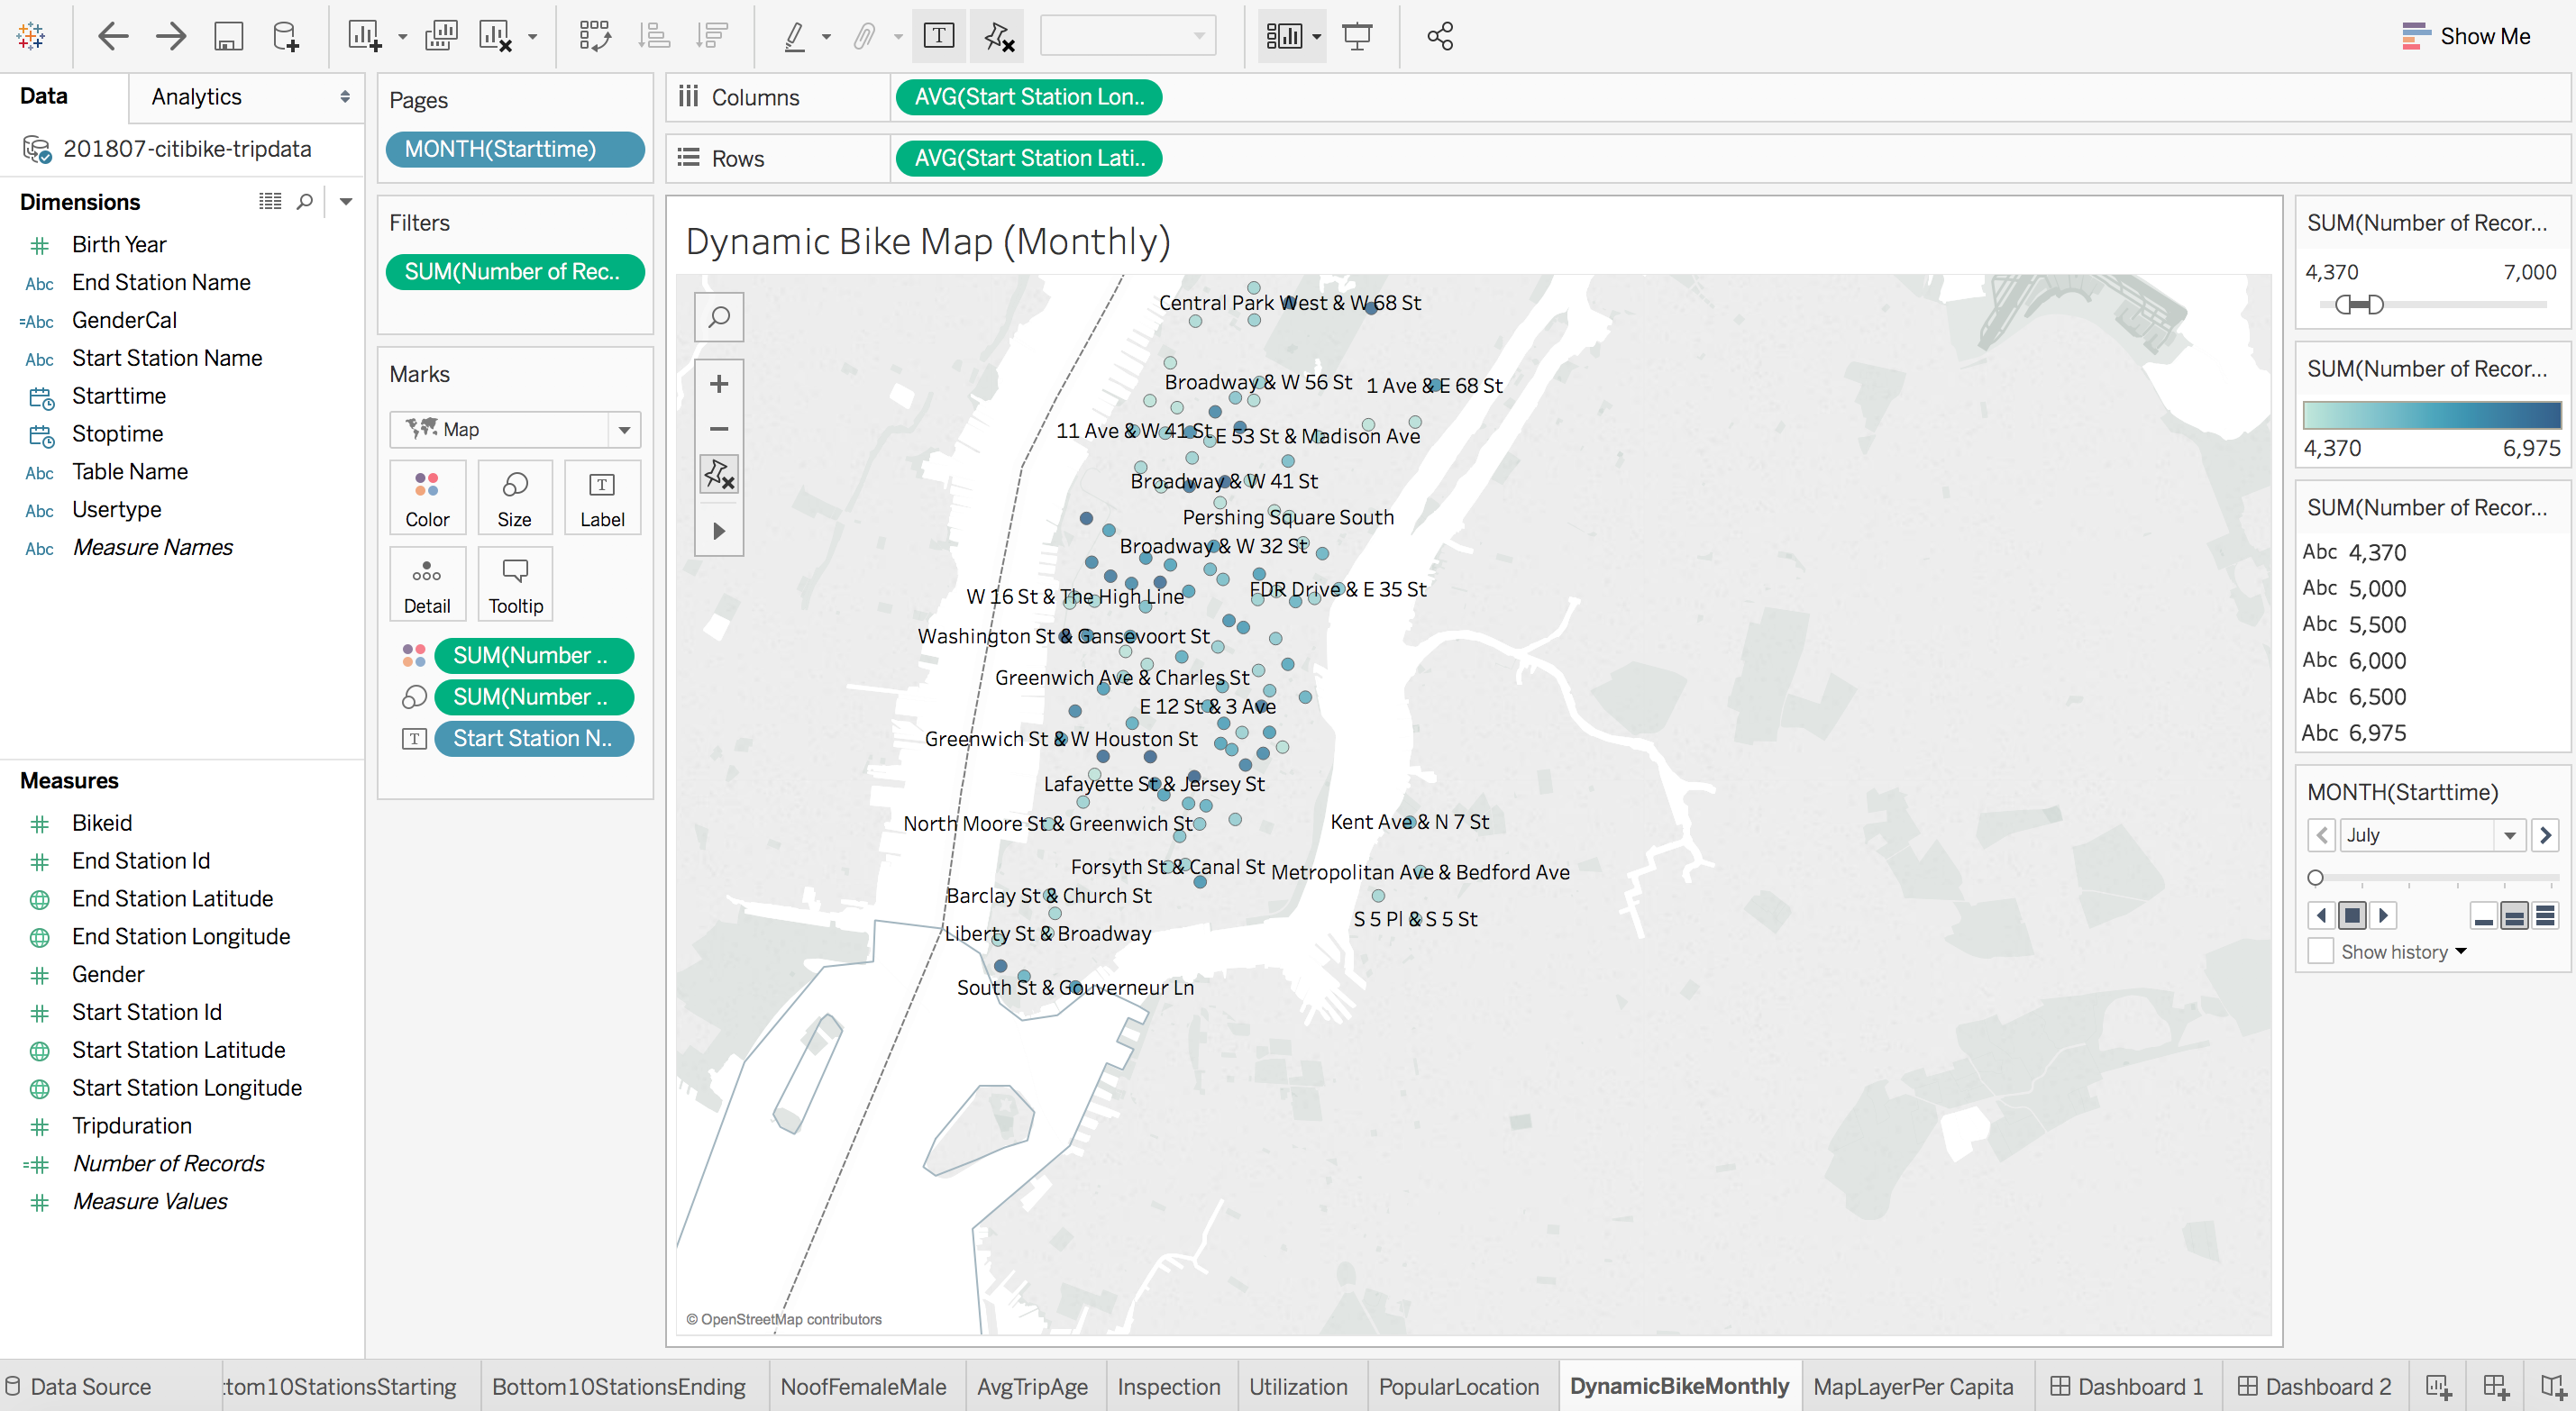 Show Me
Data
Analytics
201807-citibike-tripdata
Dimensions
Birth Year
Abc End Station Name
=Abc GenderCal
Abc Start Station Name
Starttime
Stoptime
Abc Table Name
Abc Usertype
Abc Measure Names
Measures
Bikeid
End Station Id
End Station Latitude
End Station Longitude
Gender
Start Station Id
Start Station Latitude
Start Station Longitude
Tripduration
Number of Records
Measure Values
Pages
MONTH(Starttime)
Filters
SUM(Number of Rec..
Marks
Map
Color
Size
T
Label
Detail
Tooltip
SUM(Number ..
SUM(Number ..
T Start Station N..
Columns
AVG(Start Station Lon..
Rows
AVG(Start Station Lati..
Dynamic Bike Map (Monthly)
Central Park West & W 68 St
Broadway & W 56 St
1 Ave & E 68 St
11 Ave & W 41 St
E 53 St & Madison Ave
Broadway & W 41 St
Pershing Square South
Broadway & W 32 St
W 16 St & The High Line
FDR Drive & E 35 St
Washington St & Gansevoort St
Greenwich Ave & Charles St
E 12 St & 3 Ave
Greenwich St & W Houston St
Lafayette St & Jersey St
North Moore St & Greenwich St
Kent Ave & N 7 St
Forsyth St & Canal St
Metropolitan Ave & Bedford Ave
Barclay St & Church St
S 5 Pl & S 5 St
Liberty St & Broadway
South St & Gouverneur Ln
© OpenStreetMap contributors
SUM(Number of Recor...
4,370 7,000
SUM(Number of Recor...
4,370 6,975
SUM(Number of Recor...
Abc 4,370
Abc 5,000
Abc 5,500
Abc 6,000
Abc 6,500
Abc 6,975
MONTH(Starttime)
July
Show history
Data Source
tom10StationsStarting
Bottom10StationsEnding
NoofFemaleMale
AvgTripAge
Inspection
Utilization
PopularLocation
DynamicBikeMonthly
MapLayerPer Capita
Dashboard 1
Dashboard 2